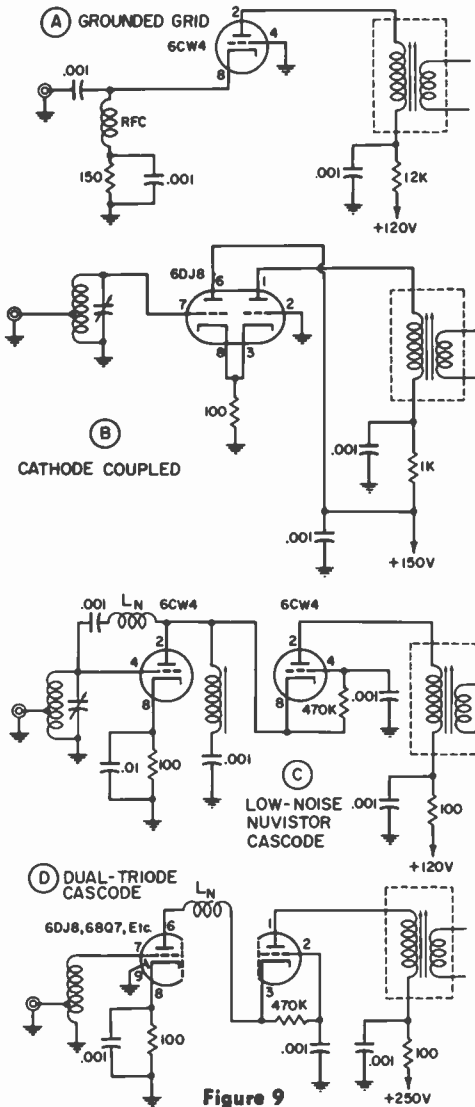 A GROUNDED GRID
2
6CW4
4
8
.001
RFC
150
.001
.001
12K
+120V
6DJ8
6
1
7
2
8
3
100
B
CATHODE COUPLED
.001
1K
.001
+150V
.001
LN
6CW4
2
4
8
.01
100
.001
6CW4
2
4
8
470K
.001
C
LOW-NOISE
NUVISTOR
CASCODE
.001
100
+120V
D DUAL-TRIODE
CASCODE
6DJ8, 6BQ7, Etc.
6
7
9
8
LN
1
2
3
470K
.001
100
.001
.001
100
+250V
Figure 9